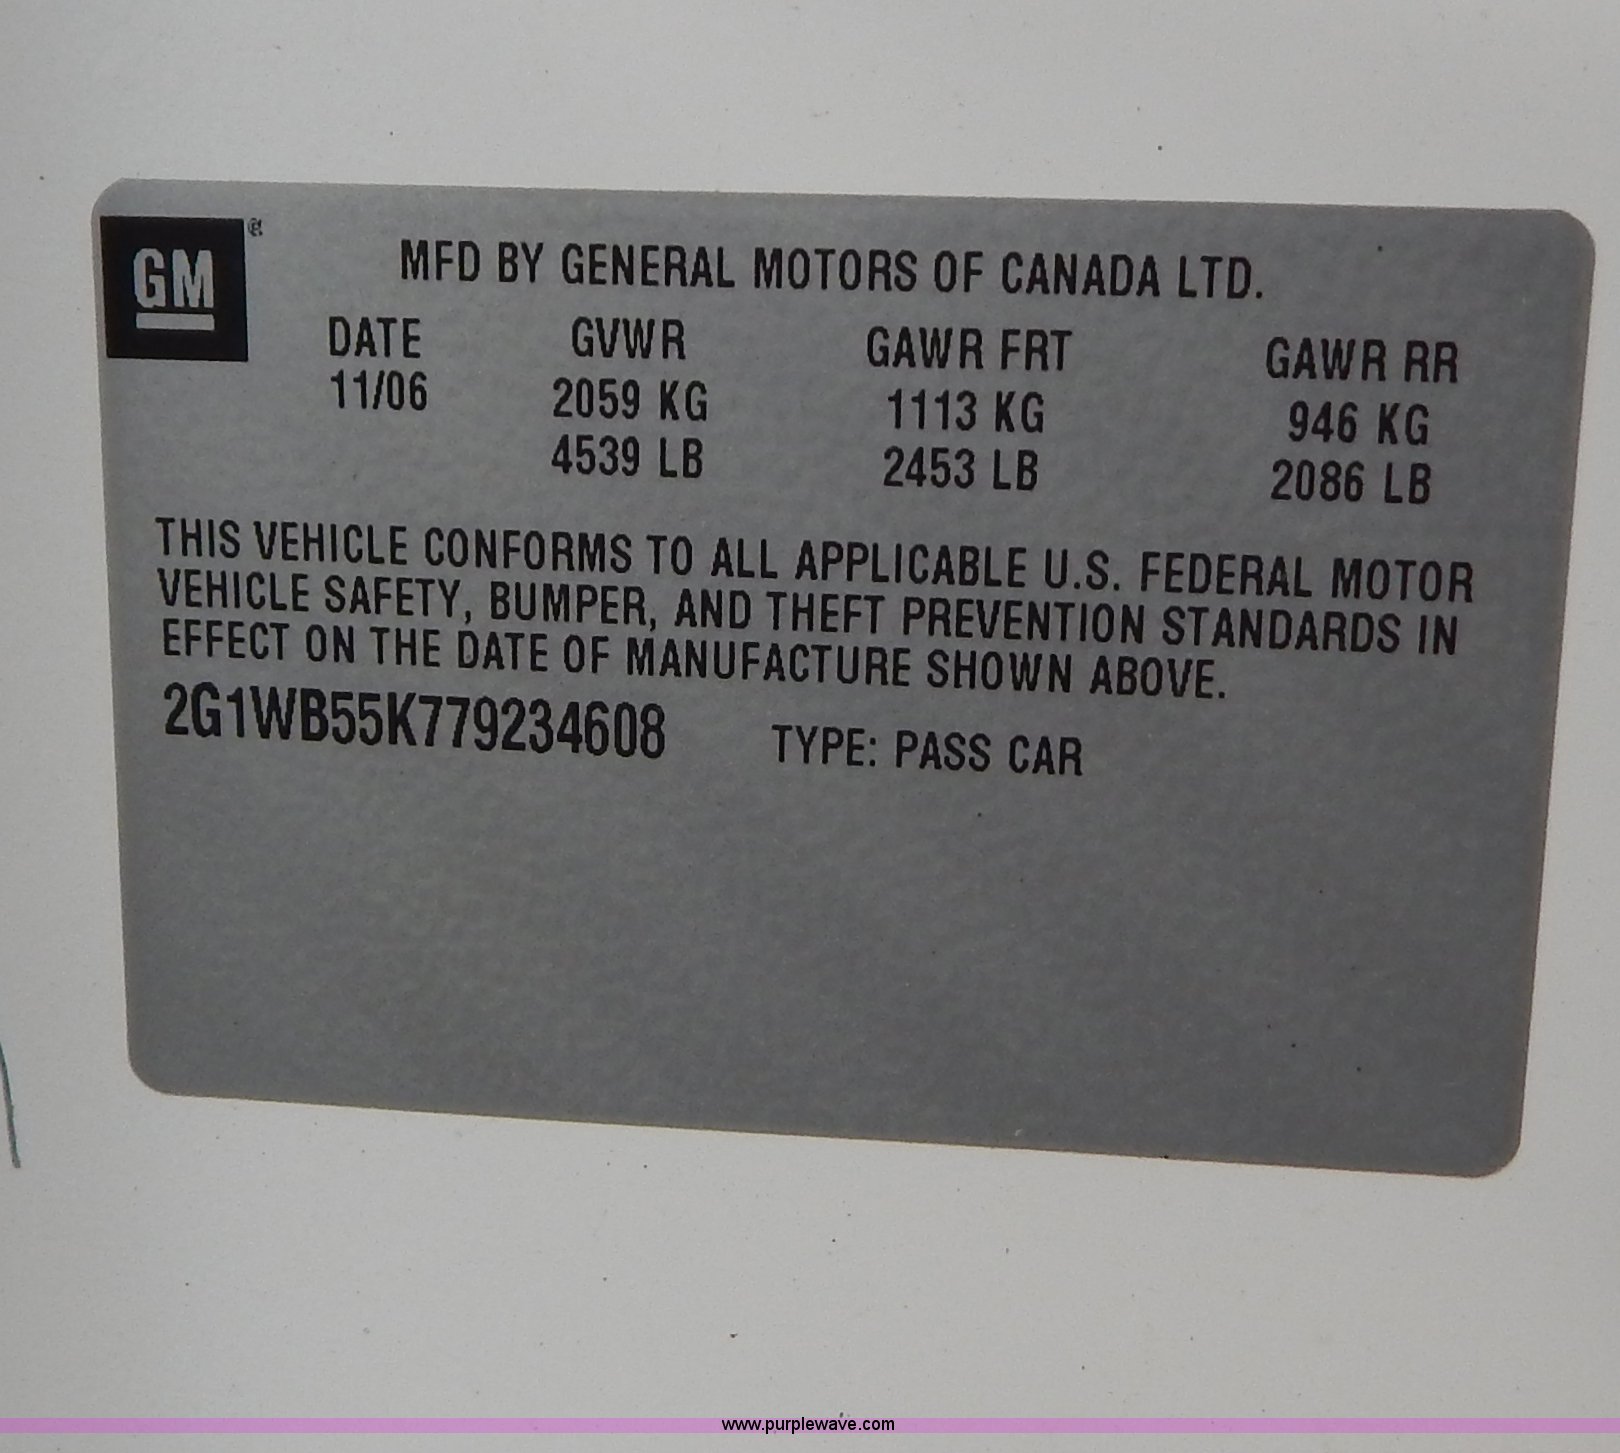 GM
®
MFD BY GENERAL MOTORS OF CANADA LTD.
DATE GVWR GAWR FRT GAWR RR
11/06 2059 KG 1113 KG 946 KG
4539 LB 2453 LB 2086 LB
THIS VEHICLE CONFORMS TO ALL APPLICABLE U.S. FEDERAL MOTOR
VEHICLE SAFETY, BUMPER, AND THEFT PREVENTION STANDARDS IN
EFFECT ON THE DATE OF MANUFACTURE SHOWN ABOVE.
2G1WB55K779234608 TYPE: PASS CAR
www.purplewave.com